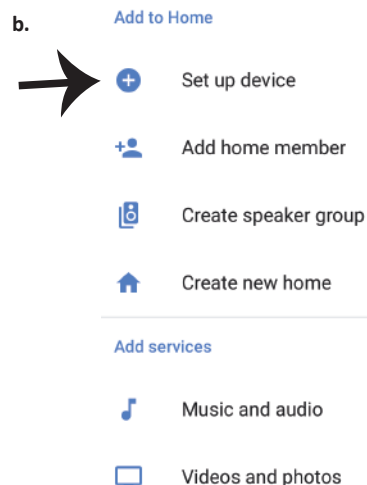 b.
Add to Home
Set up device
Add home member
Create speaker group
Create new home
Add services
Music and audio
Videos and photos